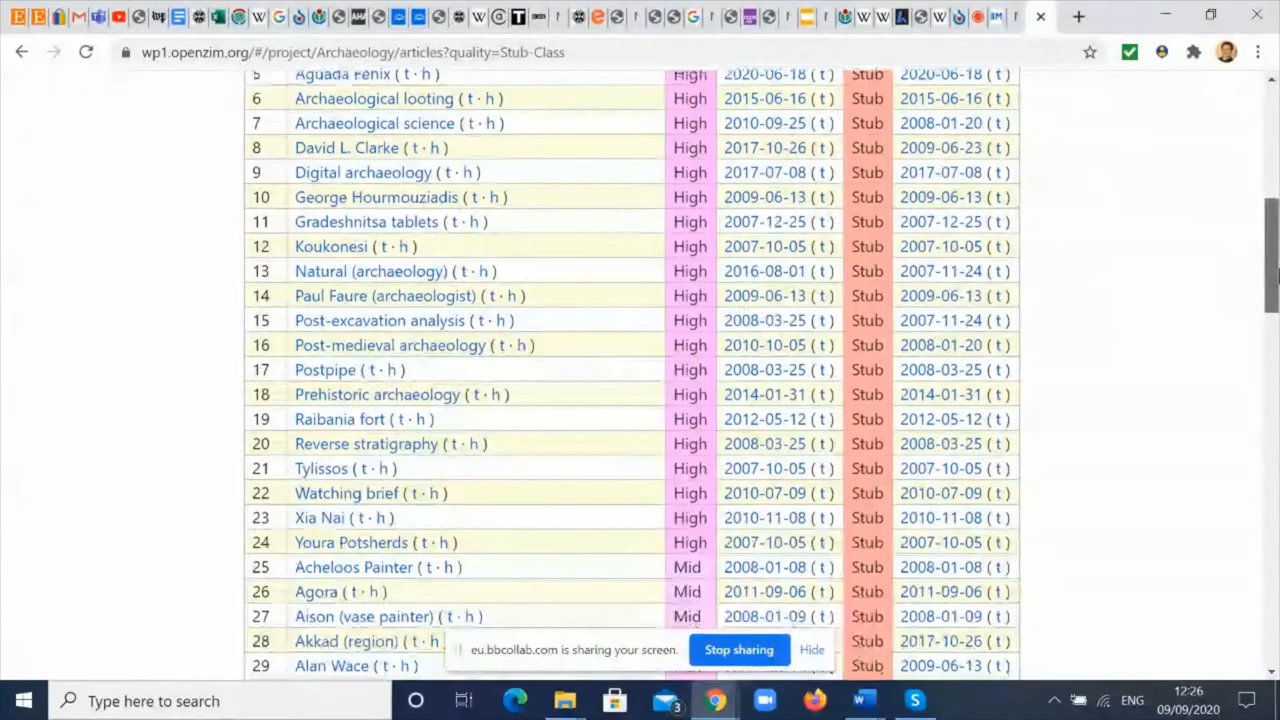 wp1.openzim.org/#/project/Archaeology/articles?quality=Stub-Class
5 Aguada Fénix ( t · h ) High 2020-06-18 ( t ) Stub 2020-06-18 ( t )
6 Archaeological looting ( t · h ) High 2015-06-16 ( t ) Stub 2015-06-16 ( t )
7 Archaeological science ( t · h ) High 2010-09-25 ( t ) Stub 2008-01-20 ( t )
8 David L. Clarke ( t · h ) High 2017-10-26 ( t ) Stub 2009-06-23 ( t )
9 Digital archaeology ( t · h ) High 2017-07-08 ( t ) Stub 2017-07-08 ( t )
10 George Hourmouziadis ( t · h ) High 2009-06-13 ( t ) Stub 2009-06-13 ( t )
11 Gradeshnitsa tablets ( t · h ) High 2007-12-25 ( t ) Stub 2007-12-25 ( t )
12 Koukonesi ( t · h ) High 2007-10-05 ( t ) Stub 2007-10-05 ( t )
13 Natural (archaeology) ( t · h ) High 2016-08-01 ( t ) Stub 2007-11-24 ( t )
14 Paul Faure (archaeologist) ( t · h ) High 2009-06-13 ( t ) Stub 2009-06-13 ( t )
15 Post-excavation analysis ( t · h ) High 2008-03-25 ( t ) Stub 2007-11-24 ( t )
16 Post-medieval archaeology ( t · h ) High 2010-10-05 ( t ) Stub 2008-01-20 ( t )
17 Postpipe ( t · h ) High 2008-03-25 ( t ) Stub 2008-03-25 ( t )
18 Prehistoric archaeology ( t · h ) High 2014-01-31 ( t ) Stub 2014-01-31 ( t )
19 Raibania fort ( t · h ) High 2012-05-12 ( t ) Stub 2012-05-12 ( t )
20 Reverse stratigraphy ( t · h ) High 2008-03-25 ( t ) Stub 2008-03-25 ( t )
21 Tylissos ( t · h ) High 2007-10-05 ( t ) Stub 2007-10-05 ( t )
22 Watching brief ( t · h ) High 2010-07-09 ( t ) Stub 2010-07-09 ( t )
23 Xia Nai ( t · h ) High 2010-11-08 ( t ) Stub 2010-11-08 ( t )
24 Youra Potsherds ( t · h ) High 2007-10-05 ( t ) Stub 2007-10-05 ( t )
25 Acheloos Painter ( t · h ) Mid 2008-01-08 ( t ) Stub 2008-01-08 ( t )
26 Agora ( t · h ) Mid 2011-09-06 ( t ) Stub 2011-09-06 ( t )
27 Aison (vase painter) ( t · h ) Mid 2008-01-09 ( t ) Stub 2008-01-09 ( t )
28 Akkad (region) ( t · h Stub 2017-10-26 ( t )
29 Alan Wace ( t · h ) Stub 2009-06-13 ( t )
eu.bbcollab.com is sharing your screen. Stop sharing Hide
Type here to search
3
ENG
12:26
09/09/2020